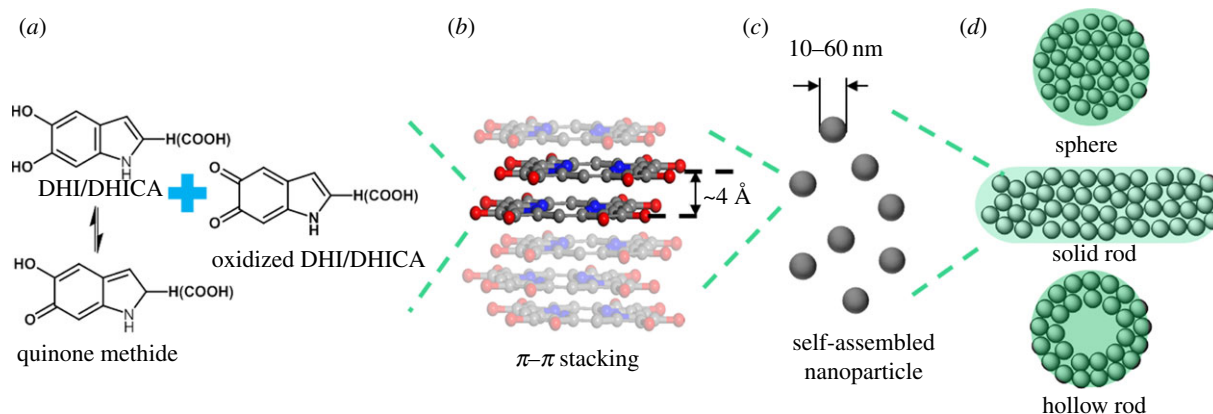 (a)
HO
HO
N
H
H(COOH)
DHI/DHICA
O
O
N
H
H(COOH)
oxidized DHI/DHICA
HO
O
N
H
H(COOH)
quinone methide
(b)
~4 Å
π–π stacking
(c)
10–60 nm
self-assembled
nanoparticle
(d)
sphere
solid rod
hollow rod